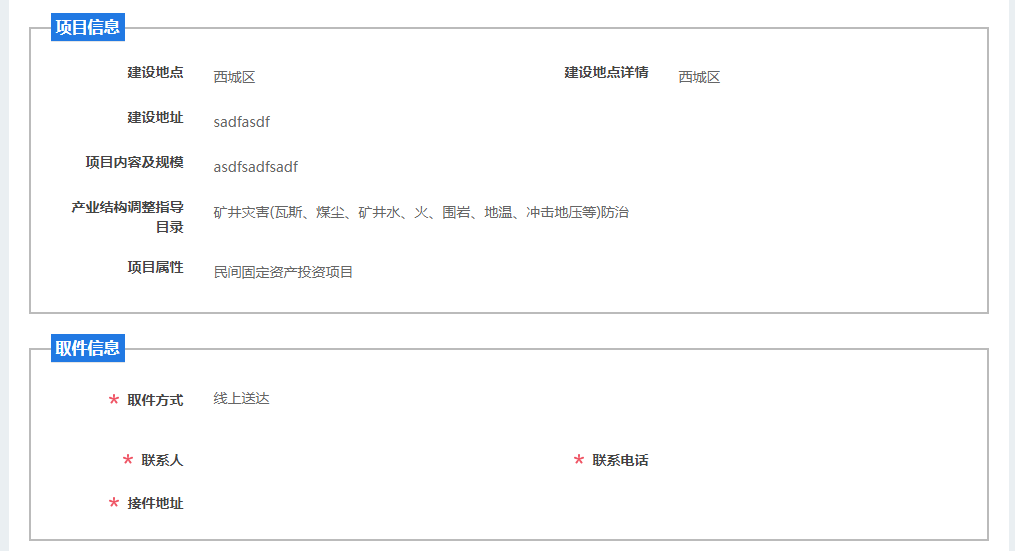 项目信息
建设地点 西城区 建设地点详情 西城区
建设地址 sadfasdf
项目内容及规模 asdfsadfsadf
产业结构调整指导
目录 矿井灾害(瓦斯、煤尘、矿井水、火、围岩、地温、冲击地压等)防治
项目属性 民间固定资产投资项目
取件信息
* 取件方式 线上送达
* 联系人 * 联系电话
* 接件地址